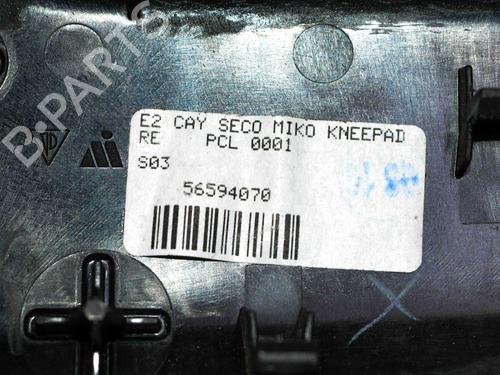 B-PARTS
E2 CAY SECO MIKO KNEEPAD
RE PCL 0001
S03
56594070